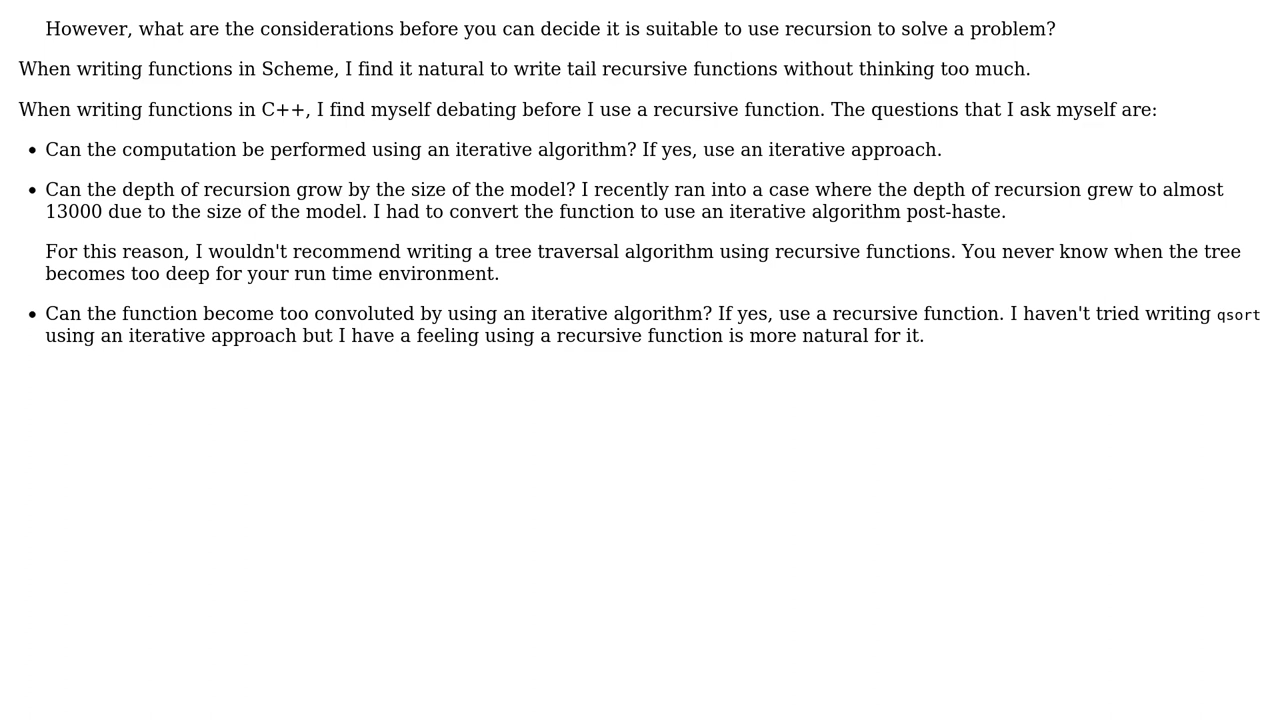 However, what are the considerations before you can decide it is suitable to use recursion to solve a problem?
When writing functions in Scheme, I find it natural to write tail recursive functions without thinking too much.
When writing functions in C++, I find myself debating before I use a recursive function. The questions that I ask myself are:
• Can the computation be performed using an iterative algorithm? If yes, use an iterative approach.
• Can the depth of recursion grow by the size of the model? I recently ran into a case where the depth of recursion grew to almost
13000 due to the size of the model. I had to convert the function to use an iterative algorithm post-haste.
For this reason, I wouldn't recommend writing a tree traversal algorithm using recursive functions. You never know when the tree
becomes too deep for your run time environment.
• Can the function become too convoluted by using an iterative algorithm? If yes, use a recursive function. I haven't tried writing qsort
using an iterative approach but I have a feeling using a recursive function is more natural for it.